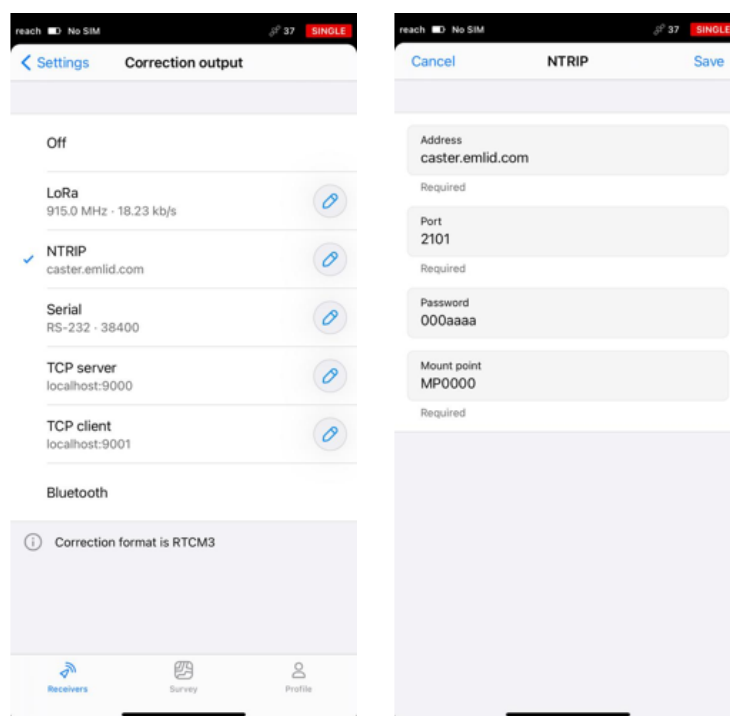 reach No SIM 37 SINGLE
Settings Correction output
Off
LoRa
915.0 MHz · 18.23 kb/s
NTRIP
caster.emlid.com
Serial
RS-232 · 38400
TCP server
localhost:9000
TCP client
localhost:9001
Bluetooth
Correction format is RTCM3
Receivers Survey Profile
reach No SIM 37 SINGLE
Cancel NTRIP Save
Address
caster.emlid.com
Required
Port
2101
Required
Password
000aaaa
Mount point
MP0000
Required